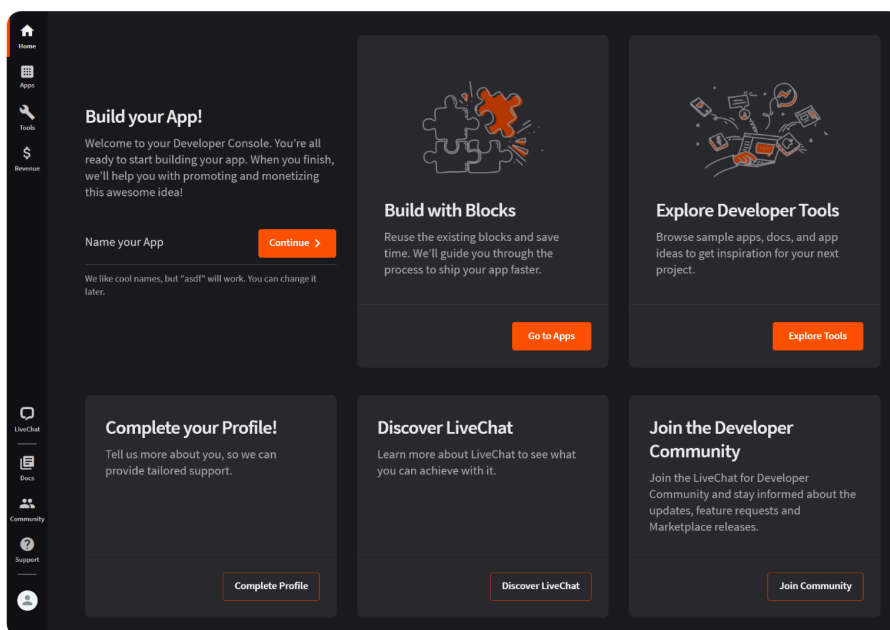 Home
Apps
Tools
Revenue
LiveChat
Docs
Community
Support
Build your App!
Welcome to your Developer Console. You're all
ready to start building your app. When you finish,
we'll help you with promoting and monetizing
this awesome idea!
Name your App
Continue
We like cool names, but "asdf" will work. You can change it
later.
Build with Blocks
Reuse the existing blocks and save
time. We'll guide you through the
process to ship your app faster.
Go to Apps
Explore Developer Tools
Browse sample apps, docs, and app
ideas to get inspiration for your next
project.
Explore Tools
Complete your Profile!
Tell us more about you, so we can
provide tailored support.
Complete Profile
Discover LiveChat
Learn more about LiveChat to see what
you can achieve with it.
Discover LiveChat
Join the Developer
Community
Join the LiveChat for Developer
Community and stay informed about the
updates, feature requests and
Marketplace releases.
Join Community